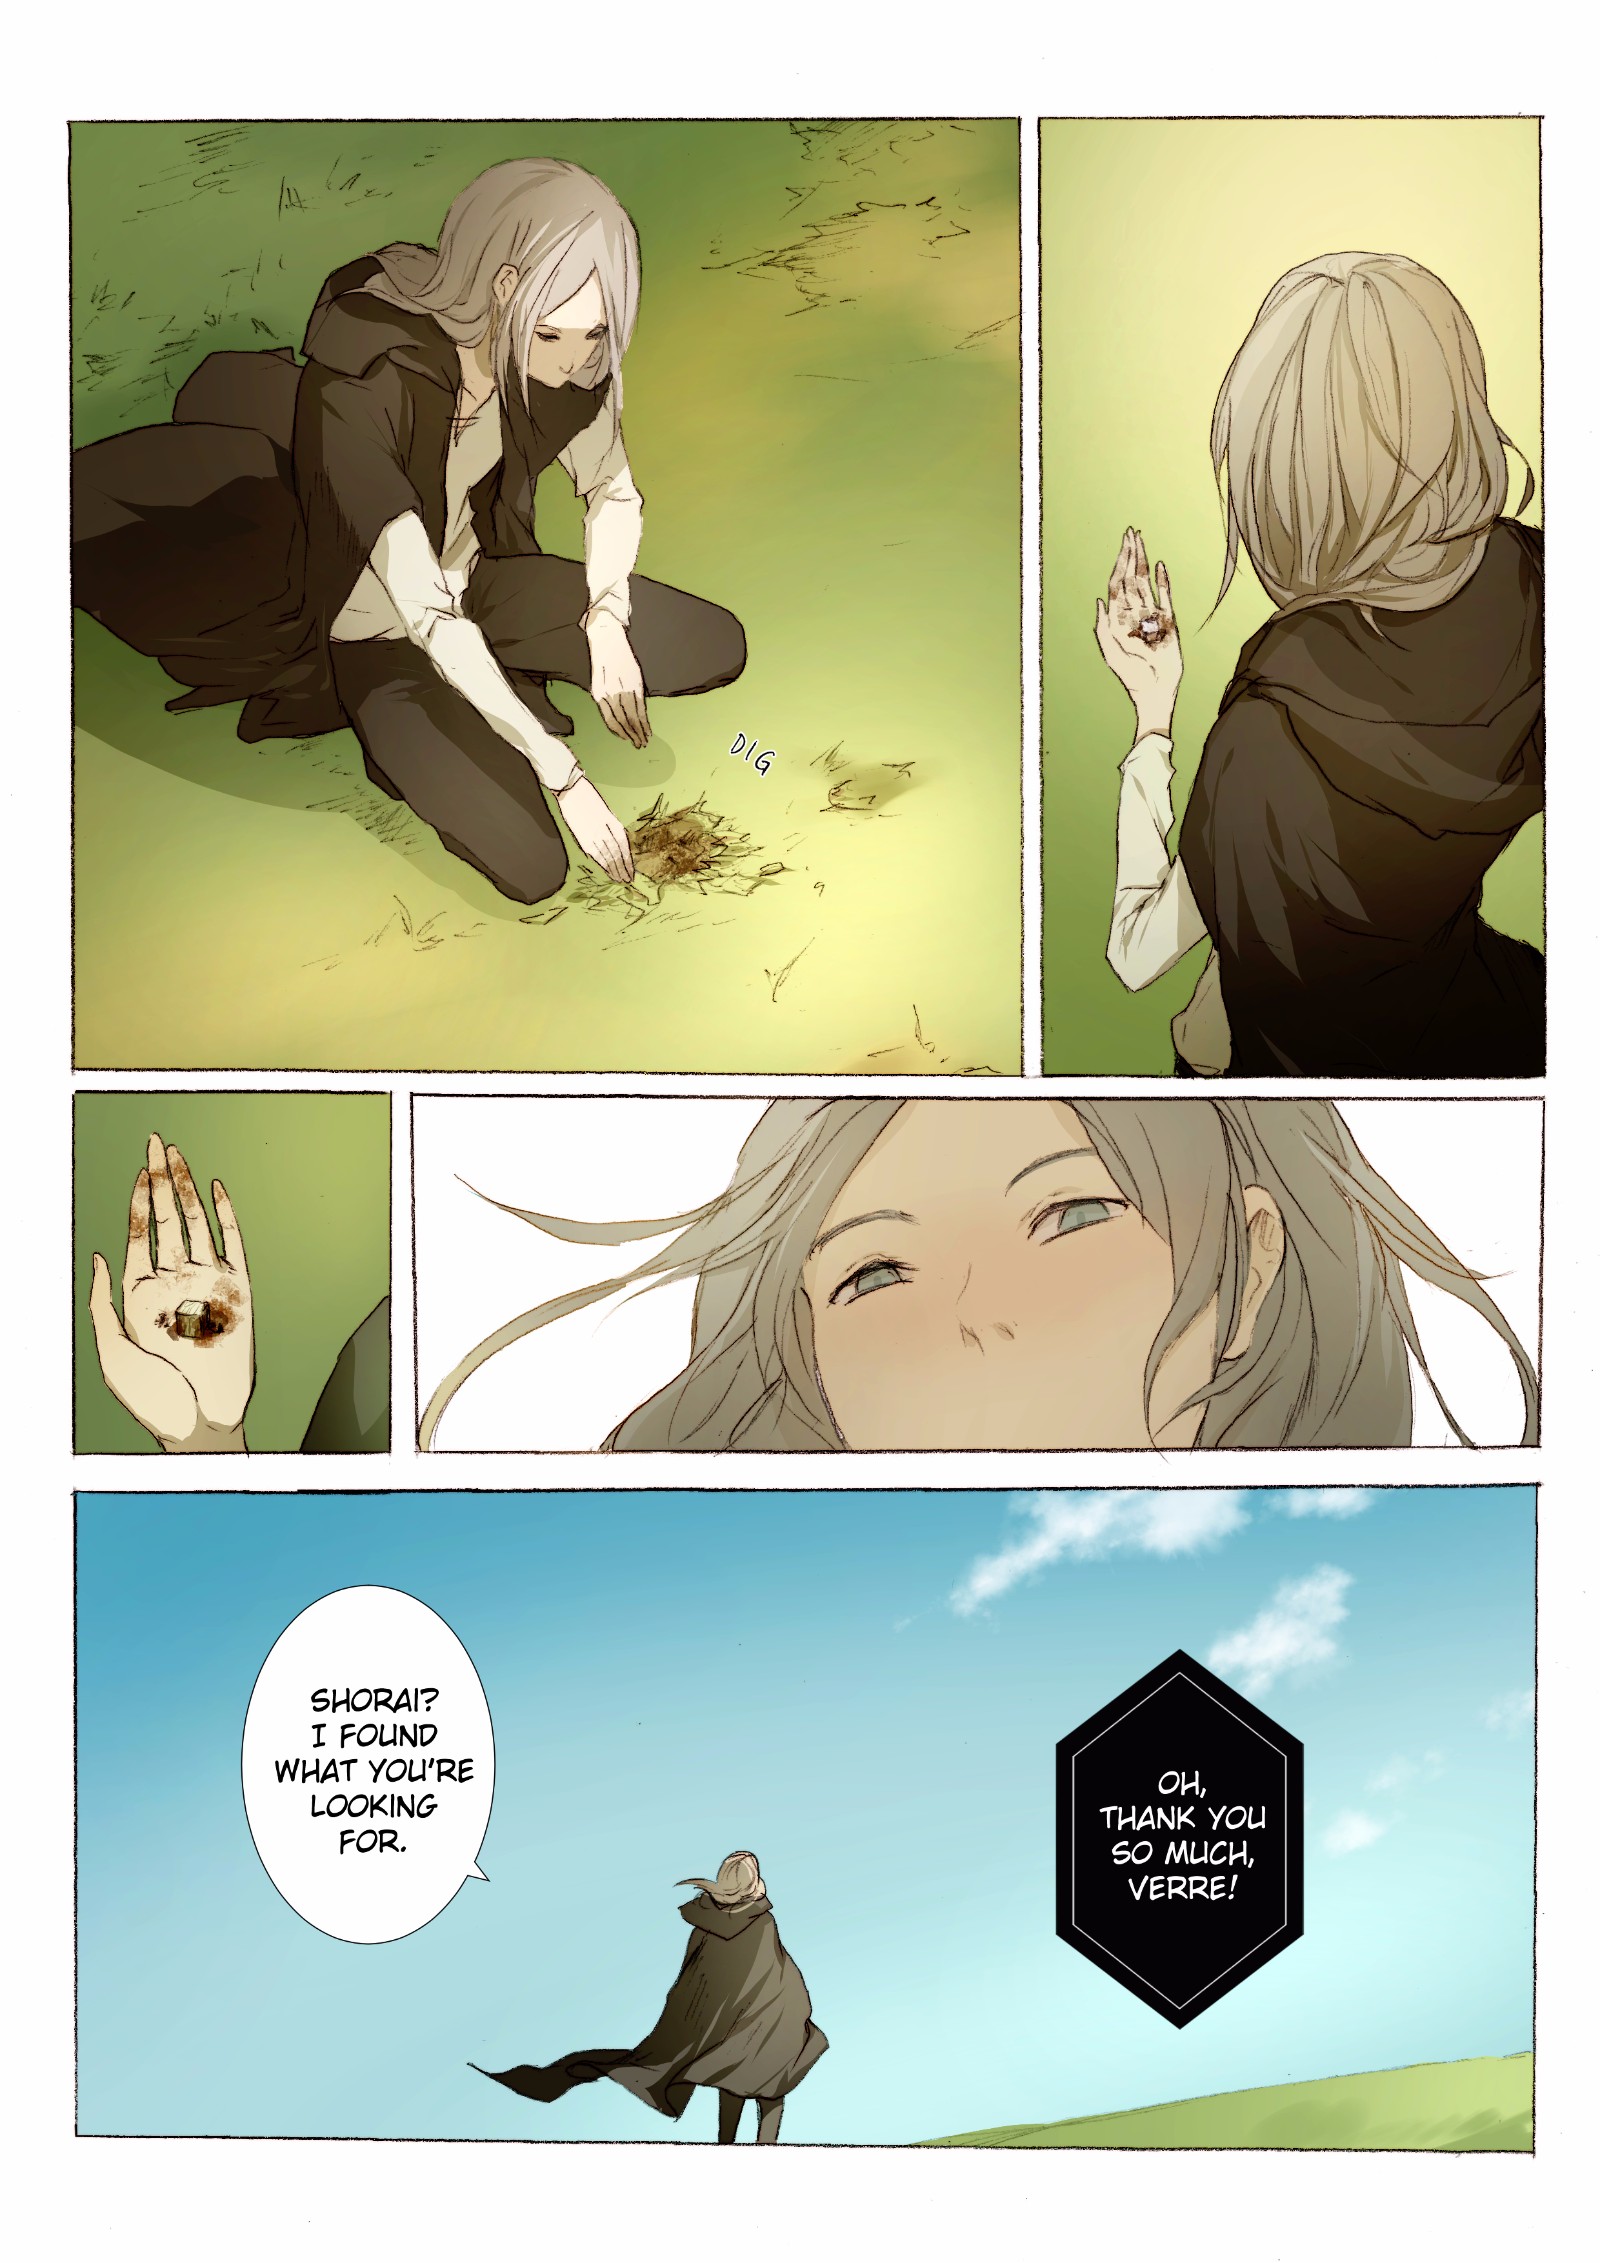 DIG
SHORAI?
I FOUND
WHAT YOU'RE
LOOKING
FOR.
OH,
THANK YOU
SO MUCH,
VERRE!